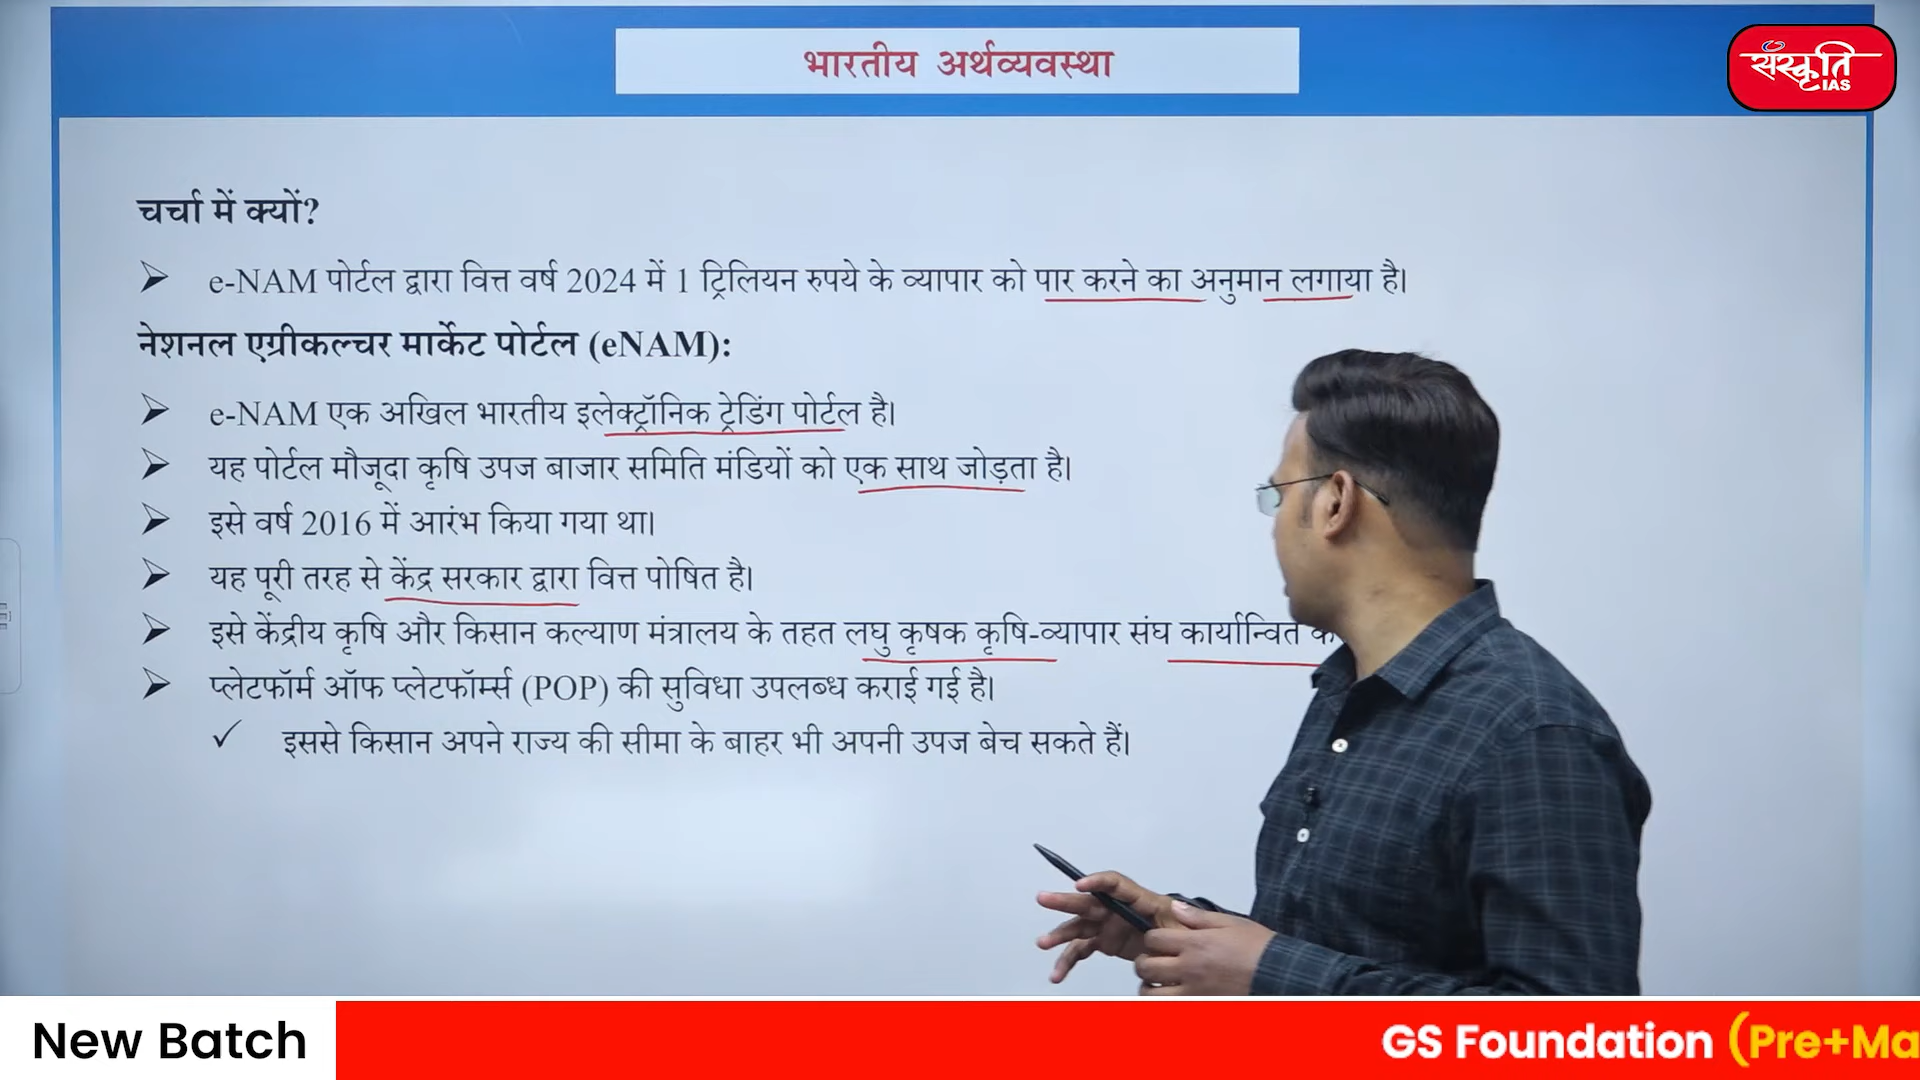 भारतीय अर्थव्यवस्था
संस्कृति
IAS
चर्चा में क्यों?
➢ e-NAM पोर्टल द्वारा वित्त वर्ष 2024 में 1 ट्रिलियन रुपये के व्यापार को पार करने का अनुमान लगाया है।
नेशनल एग्रीकल्चर मार्केट पोर्टल (eNAM):
➢ e-NAM एक अखिल भारतीय इलेक्ट्रॉनिक ट्रेडिंग पोर्टल है।
➢ यह पोर्टल मौजूदा कृषि उपज बाजार समिति मंडियों को एक साथ जोड़ता है।
➢ इसे वर्ष 2016 में आरंभ किया गया था।
➢ यह पूरी तरह से केंद्र सरकार द्वारा वित्त पोषित है।
➢ इसे केंद्रीय कृषि और किसान कल्याण मंत्रालय के तहत लघु कृषक कृषि-व्यापार संघ कार्यान्वित
➢ प्लेटफॉर्म ऑफ प्लेटफॉर्म्स (POP) की सुविधा उपलब्ध कराई गई है।
✓ इससे किसान अपने राज्य की सीमा के बाहर भी अपनी उपज बेच सकते हैं।
New Batch
GS Foundation (Pre+Ma